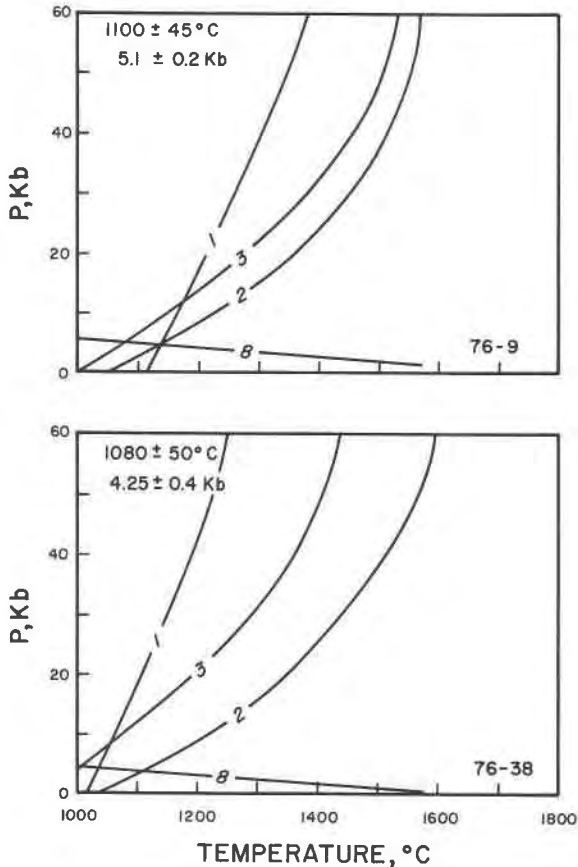 60
1100 ± 45°C
5.1 ± 0.2 Kb
40
P, Kb
1
3
20
2
8
76-9
0
60
1080 ± 50°C
4.25 ± 0.4 Kb
40
P, Kb
1
3
20
2
8
76-38
0
1000 1200 1400 1600 1800
TEMPERATURE, °C